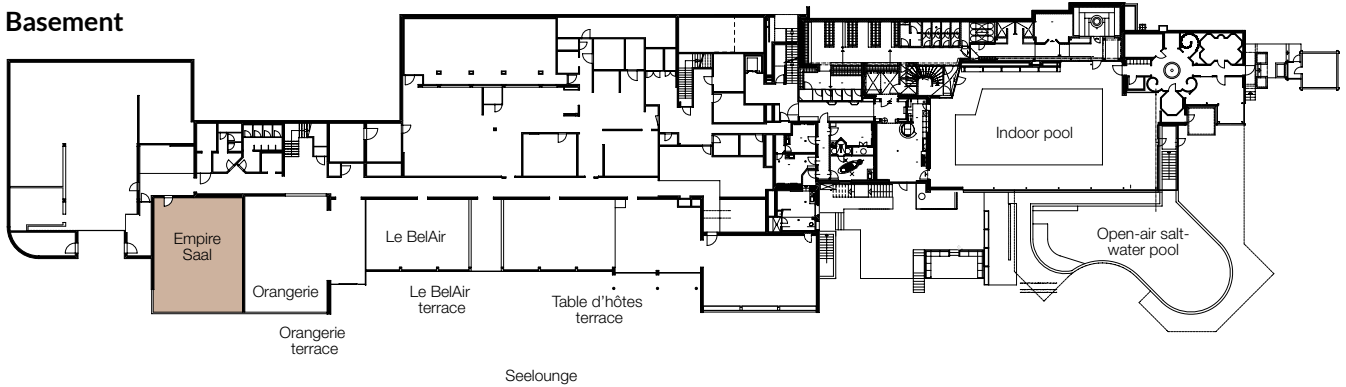 Basement
Indoor pool
Empire
Saal
Le BelAir
Open-air salt-
water pool
Orangerie
Le BelAir
terrace
Table d'hôtes
terrace
Orangerie
terrace
Seelounge